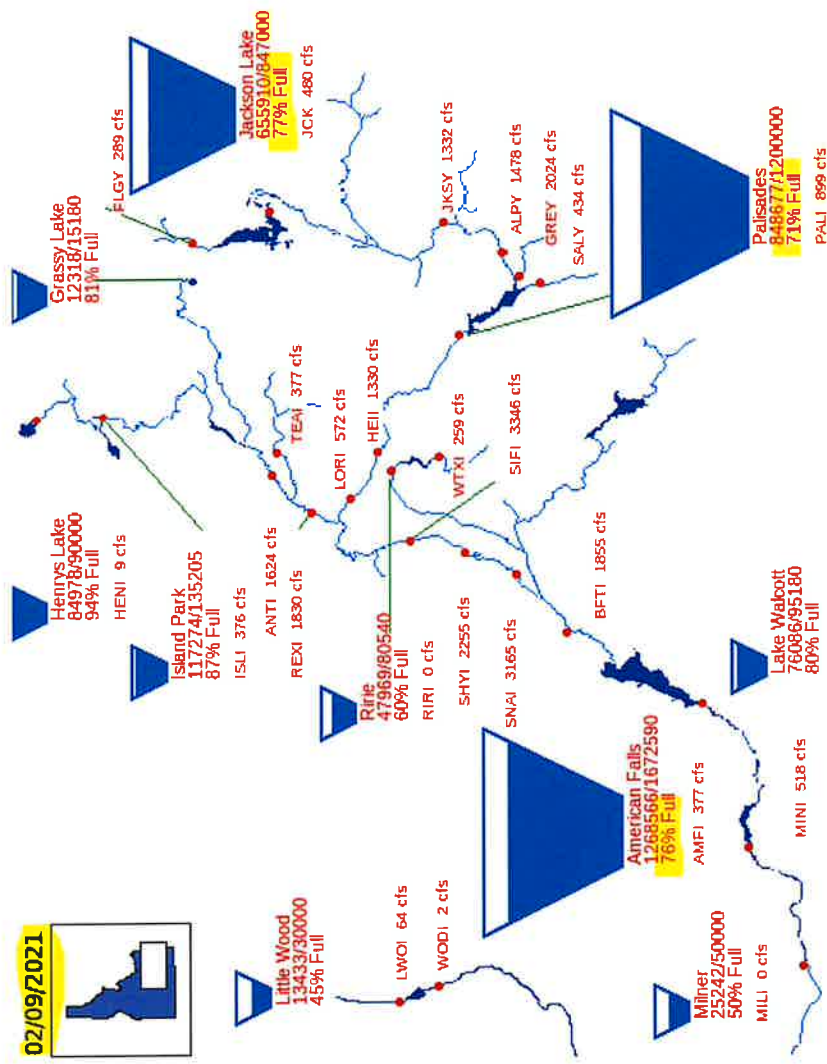 02/09/2021
Little Wood
13433/30000
45% Full
LWOI 64 cfs
WODI 2 cfs
Milner
25242/50000
50% Full
MILI 0 cfs
Henrys Lake
84978/90000
94% Full
HENI 9 cfs
Island Park
117274/135205
87% Full
ISLI 376 cfs
ANTI 1624 cfs
REXI 1830 cfs
Ririe
47969/80540
60% Full
RIRI 0 cfs
SHYI 2255 cfs
SNAI 3165 cfs
American Falls
1268566/1672590
76% Full
AMFI 377 cfs
MINI 518 cfs
Lake Walcott
76086/95180
80% Full
Grassy Lake
12318/15180
81% Full
FLGY 289 cfs
Jackson Lake
655910/847000
77% Full
JCK 480 cfs
TEAI 377 cfs
LORI 572 cfs
HEII 1330 cfs
WTXI 259 cfs
SIFI 3346 cfs
BFTI 1855 cfs
JKSY 1332 cfs
ALPY 1478 cfs
GREY 2024 cfs
SALY 434 cfs
Palisades
848677/1200000
71% Full
PALI 899 cfs